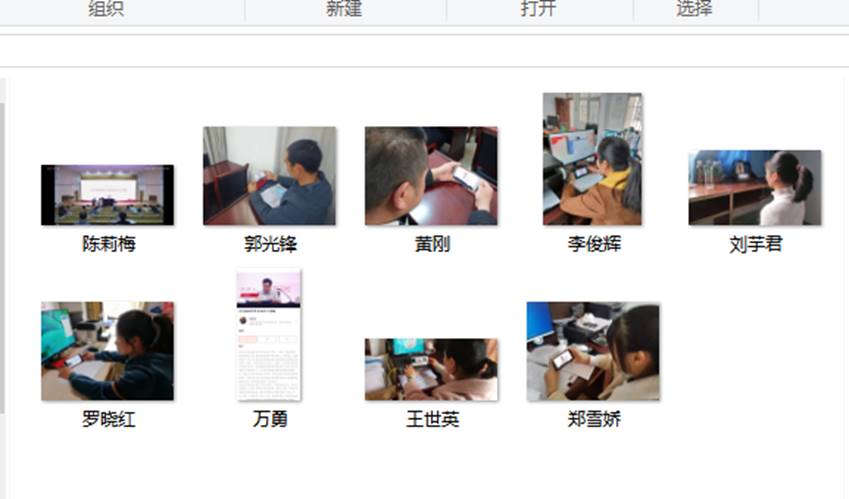 组织 新建 打开 选择
陈莉梅 郭光锋 黄刚 李俊辉 刘芋君
罗晓红 万勇 王世英 郑雪娇